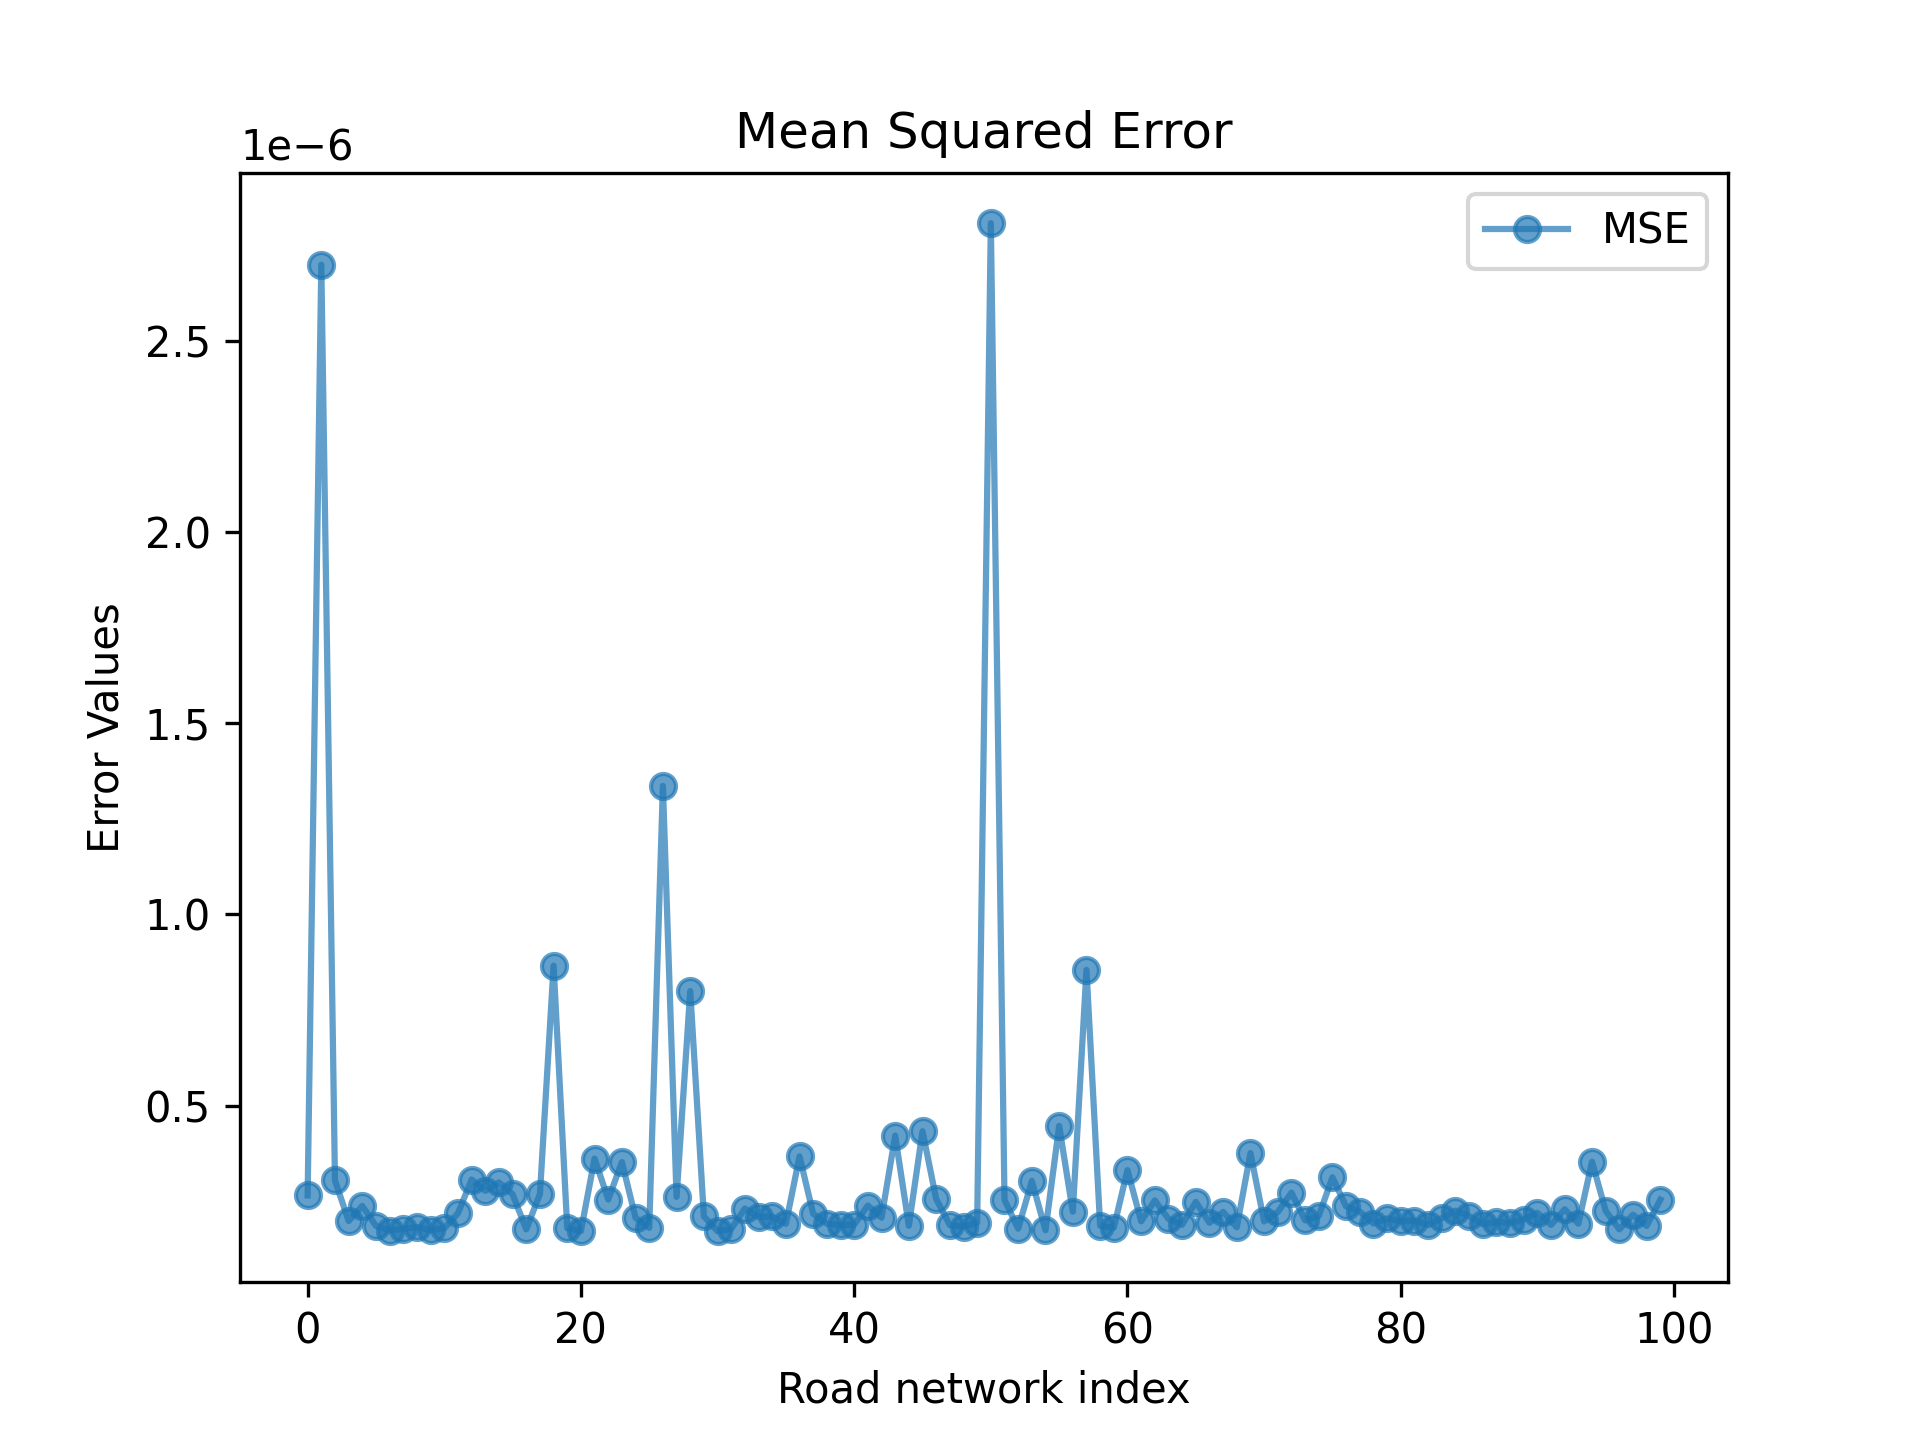 Mean Squared Error
1e−6
MSE
2.5
2.0
1.5
1.0
0.5
Error Values
0 20 40 60 80 100
Road network index